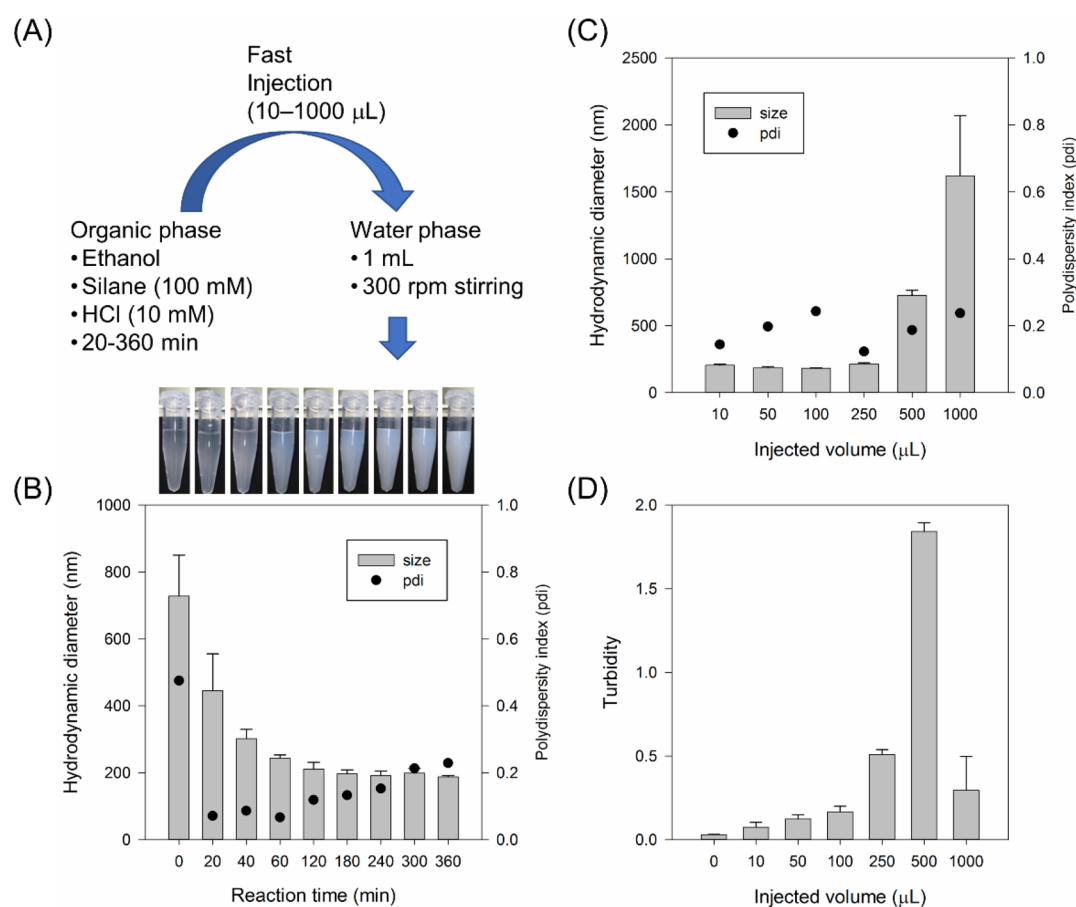 (A)
Fast
Injection
(10–1000 µL)
Organic phase
• Ethanol
• Silane (100 mM)
• HCl (10 mM)
• 20-360 min
Water phase
• 1 mL
• 300 rpm stirring
(B)
1000
800
600
400
200
0
Hydrodynamic diameter (nm)
size
pdi
1.0
0.8
0.6
0.4
0.2
0.0
Polydispersity index (pdi)
0 20 40 60 120 180 240 300 360
Reaction time (min)
(C)
2500
2000
1500
1000
500
0
Hydrodynamic diameter (nm)
size
pdi
1.0
0.8
0.6
0.4
0.2
0.0
Polydispersity index (pdi)
10 50 100 250 500 1000
Injected volume (µL)
(D)
2.0
1.5
1.0
0.5
0.0
Turbidity
0 10 50 100 250 500 1000
Injected volume (µL)